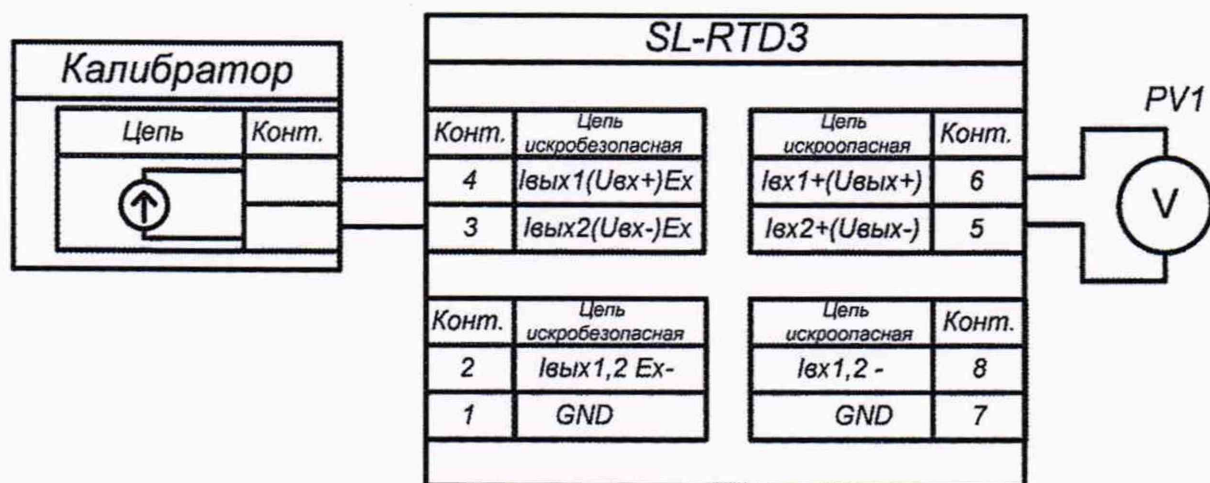 SL-RTD3
Калибратор
PV1
Цепь Конт.
Конт. Цепь искробезопасная
4 Iвых1(Uвх+)Ex
3 Iвых2(Uвх-)Ex
Цепь искроопасная Конт.
Iвх1+(Uвых+) 6
Iвх2+(Uвых-) 5
V
Конт. Цепь искробезопасная
2 Iвых1,2 Ex-
1 GND
Цепь искроопасная Конт.
Iвх1,2 - 8
GND 7